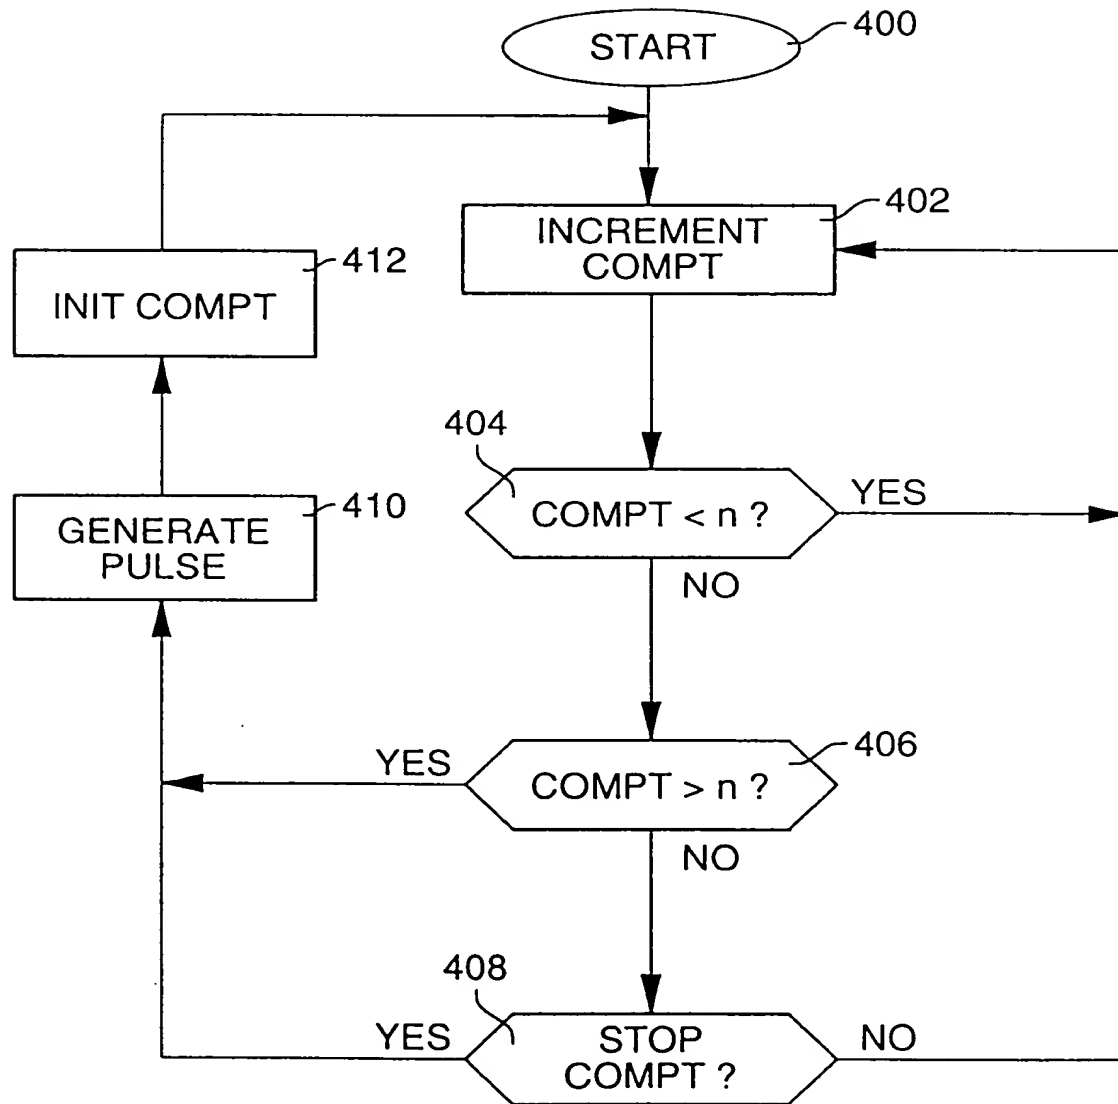 START
400
INCREMENT
COMPT
402
INIT COMPT
412
404
COMPT < n ?
YES
NO
GENERATE
PULSE
410
YES
COMPT > n ?
406
NO
408
YES
STOP
COMPT ?
NO